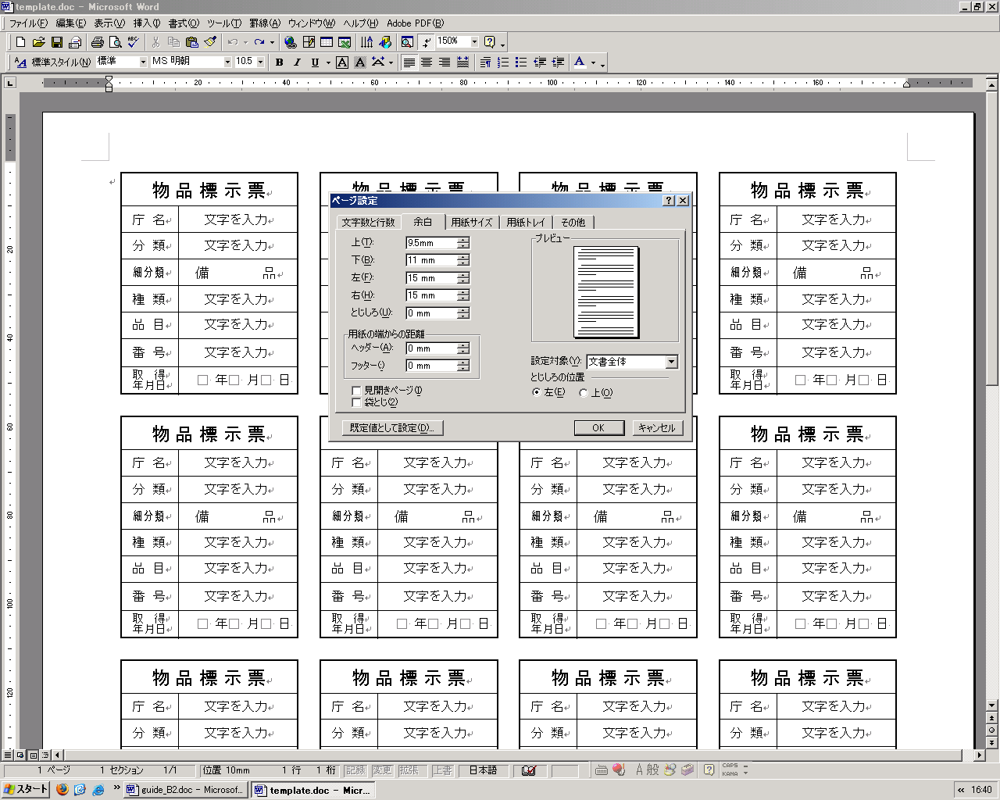 template.doc - Microsoft Word
ファイル(F) 編集(E) 表示(V) 挿入(I) 書式(O) ツール(T) 罫線(A) ウィンドウ(W) ヘルプ(H) Adobe PDF(B)
150%
標準スタイル(N) 標準 MS 明朝 10.5 B I U A A A
20 40 60 80 100 120 140 160
物 品 標 示 票 物 品 標 示 票 物 品 標 示 票 物 品 標 示 票
ページ設定
文字数と行数 余白 用紙サイズ 用紙トレイ その他
上(T): 9.5mm
下(B): 11 mm
左(F): 15 mm
右(H): 15 mm
とじしろ(U): 0 mm
用紙の端からの距離
ヘッダー(A): 0 mm
フッター(-) 0 mm
見開きページ(I)
袋とじ(2)
プレビュー
設定対象(Y): 文書全体
とじしろの位置
左(E) 上(O)
既定値として設定(D)... OK キャンセル
庁 名 文字を入力 文字を入力 庁 名 文字を入力
分 類 文字を入力 分 類 文字を入力
細分類 備 品 細分類 備 品
種 類 文字を入力 種 類 文字を入力
品 目 文字を入力 品 目 文字を入力
番 号 文字を入力 番 号 文字を入力
取 得
年月日 □ 年□ 月□ 日 取 得
年月日 □ 年□ 月□ 日
物 品 標 示 票 物 品 標 示 票
庁 名 文字を入力 庁 名 文字を入力 庁 名 文字を入力 庁 名 文字を入力
分 類 文字を入力 分 類 文字を入力 分 類 文字を入力 分 類 文字を入力
細分類 備 品 細分類 備 品 細分類 備 品 細分類 備 品
種 類 文字を入力 種 類 文字を入力 種 類 文字を入力 種 類 文字を入力
品 目 文字を入力 品 目 文字を入力 品 目 文字を入力 品 目 文字を入力
番 号 文字を入力 番 号 文字を入力 番 号 文字を入力 番 号 文字を入力
取 得
年月日 □ 年□ 月□ 日 取 得
年月日 □ 年□ 月□ 日 取 得
年月日 □ 年□ 月□ 日 取 得
年月日 □ 年□ 月□ 日
物 品 標 示 票 物 品 標 示 票 物 品 標 示 票 物 品 標 示 票
庁 名 文字を入力 庁 名 文字を入力 庁 名 文字を入力 庁 名 文字を入力
分 類 文字を入力 分 類 文字を入力 分 類 文字を入力 分 類 文字を入力
20
40
60
80
100
120
1 ページ 1 セクション 1/1 位置 10mm 1 行 1 桁 記録 変更 拡張 上書 日本語 A 般 CAPS KANA
スタート guide_B2.doc - Microsof... template.doc - Micr... 16:40